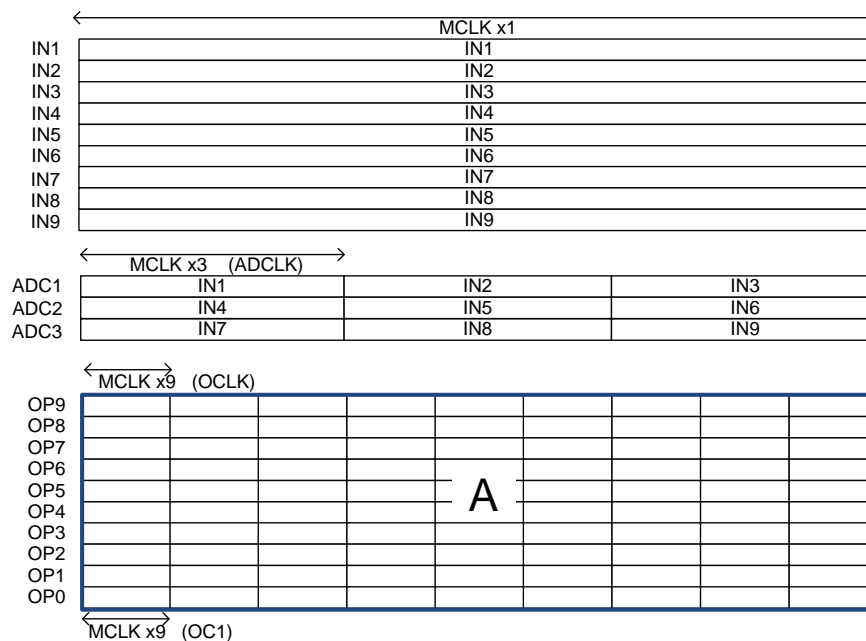 MCLK x1
IN1 IN1
IN2 IN2
IN3 IN3
IN4 IN4
IN5 IN5
IN6 IN6
IN7 IN7
IN8 IN8
IN9 IN9
MCLK x3 (ADCLK)
ADC1 IN1 IN2 IN3
ADC2 IN4 IN5 IN6
ADC3 IN7 IN8 IN9
MCLK x9 (OCLK)
OP9
OP8
OP7
OP6
OP5
A
OP4
OP3
OP2
OP1
OP0
MCLK x9 (OC1)